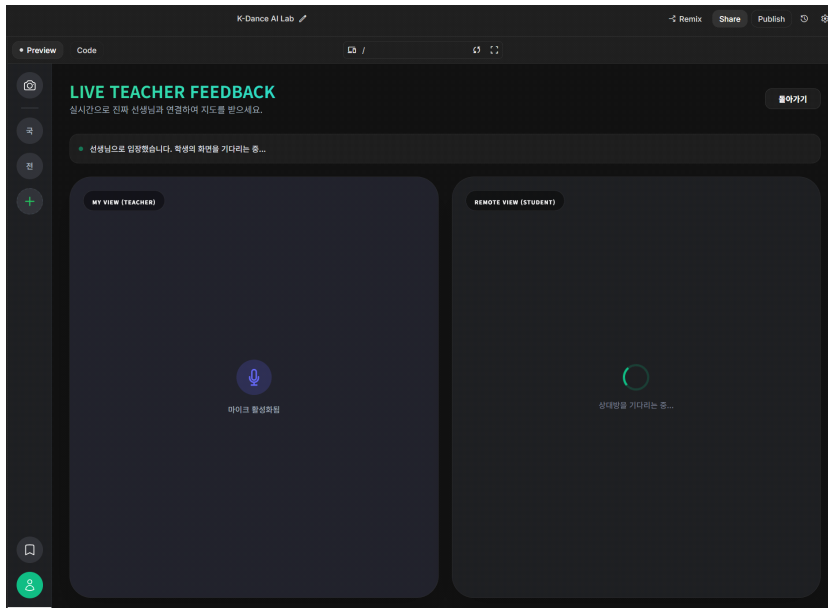 K-Dance AI Lab
Remix
Share
Publish
Preview
Code
/
LIVE TEACHER FEEDBACK
실시간으로 진짜 선생님과 연결하여 지도를 받으세요.
돌아가기
국
전
선생님으로 입장했습니다. 학생의 화면을 기다리는 중...
MY VIEW (TEACHER)
REMOTE VIEW (STUDENT)
마이크 활성화됨
상대방을 기다리는 중...